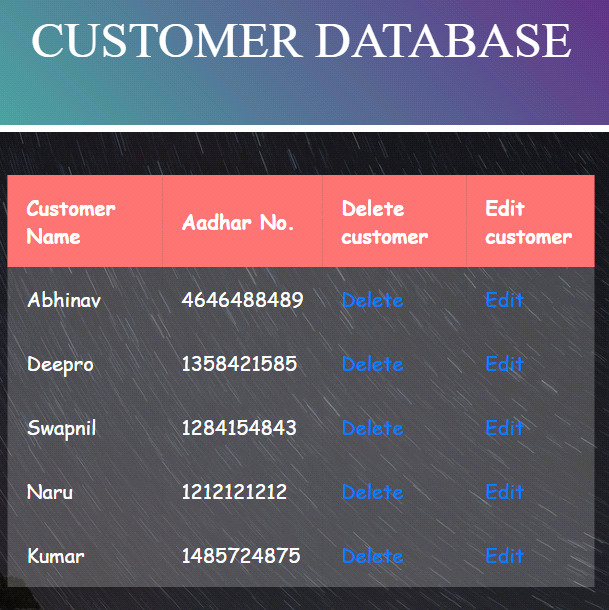 CUSTOMER DATABASE
Customer Name Aadhar No. Delete customer Edit customer
Abhinav 4646488489 Delete Edit
Deepro 1358421585 Delete Edit
Swapnil 1284154843 Delete Edit
Naru 1212121212 Delete Edit
Kumar 1485724875 Delete Edit